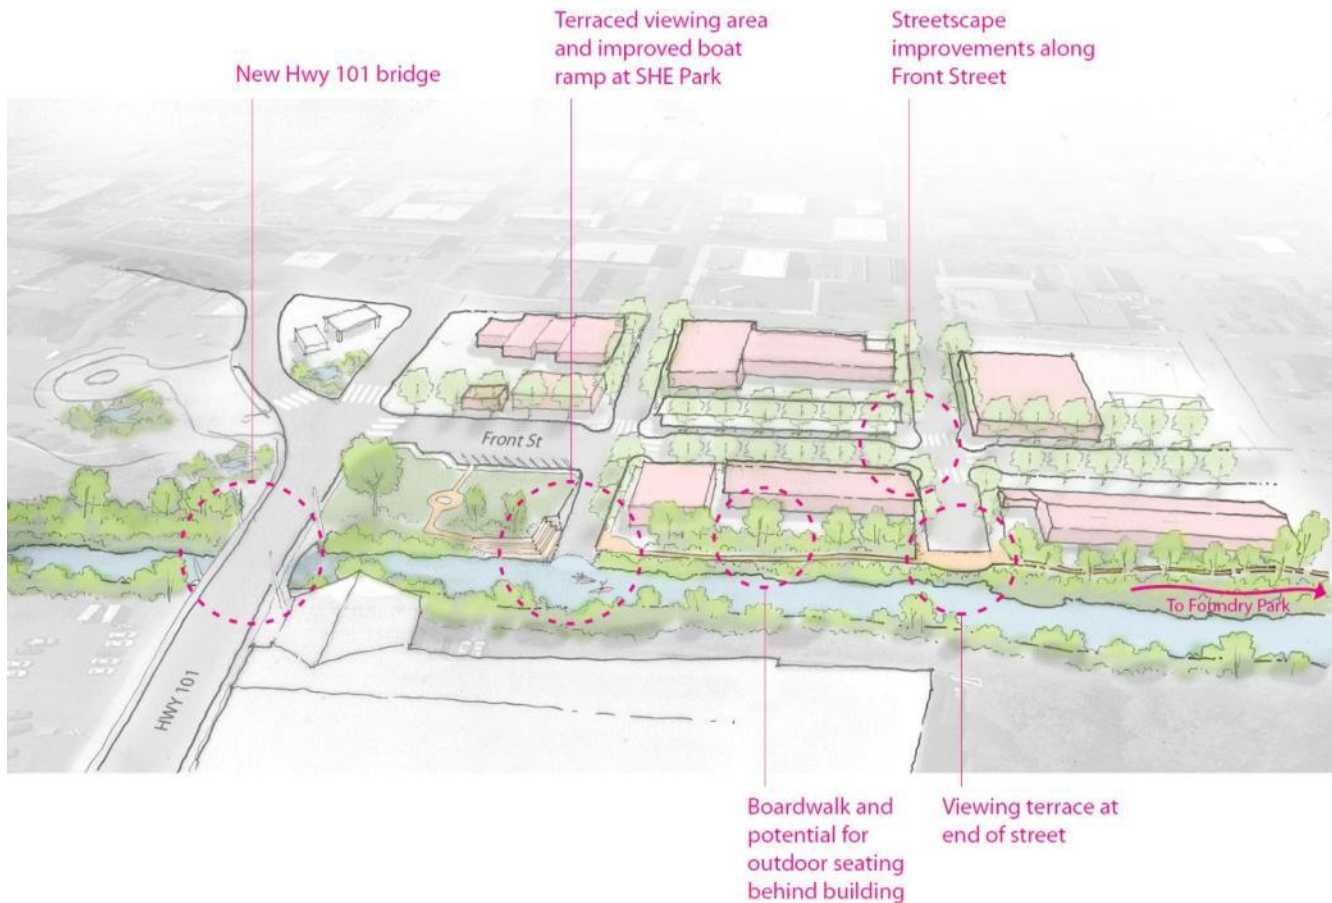 Terraced viewing area
and improved boat
ramp at SHE Park
Streetscape
improvements along
Front Street
New Hwy 101 bridge
Front St
To Foundry Park
HWY 101
Boardwalk and
potential for
outdoor seating
behind building
Viewing terrace at
end of street